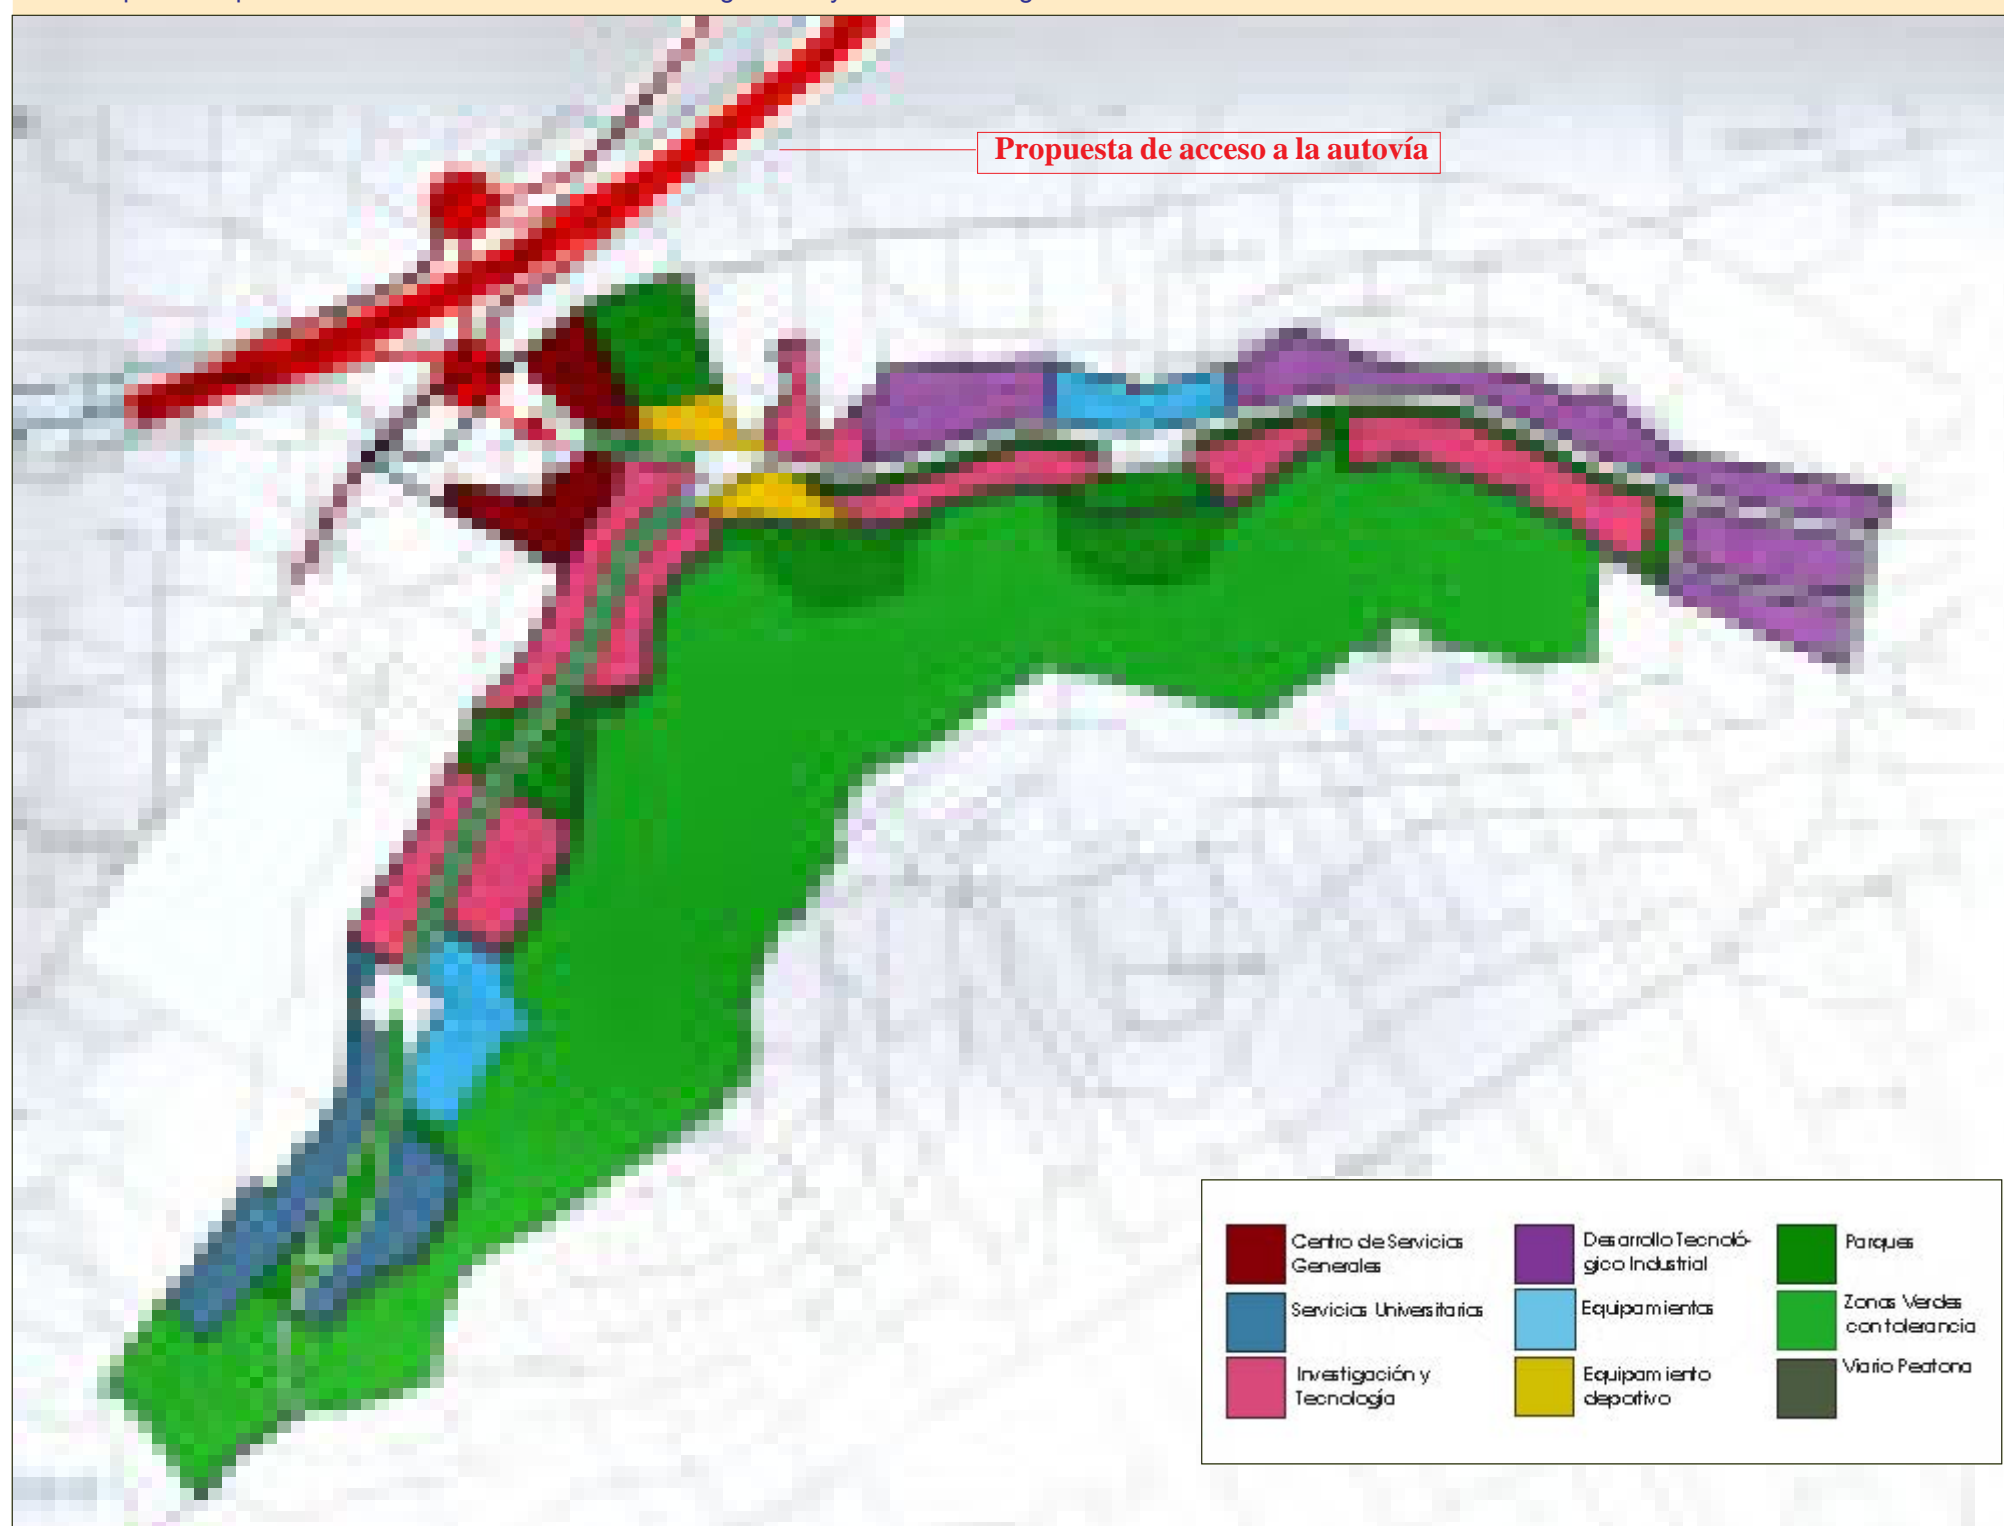 Propuesta de acceso a la autovía
Centro de Servicios
Generales
Servicios Universitarios
Investigación y
Tecnología
Desarrollo Tecnoló-
gico Industrial
Equipamientos
Equipamiento
deportivo
Parques
Zonas Verdes
con tolerancia
Viario Peatona